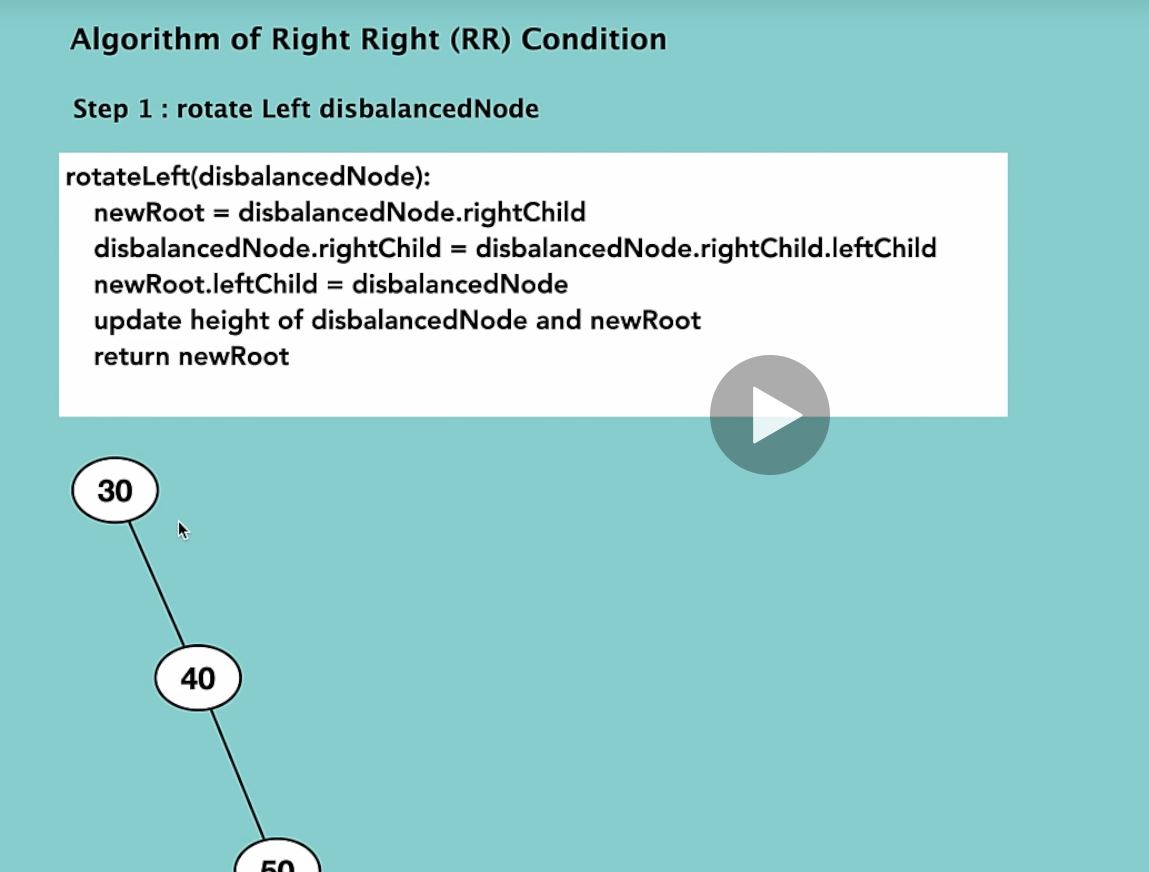 Algorithm of Right Right (RR) Condition
Step 1 : rotate Left disbalancedNode
rotateLeft(disbalancedNode):
newRoot = disbalancedNode.rightChild
disbalancedNode.rightChild = disbalancedNode.rightChild.leftChild
newRoot.leftChild = disbalancedNode
update height of disbalancedNode and newRoot
return newRoot
30
40
50